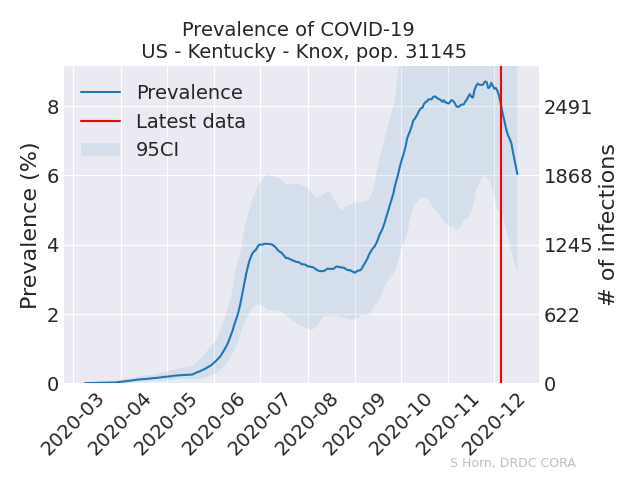 Prevalence of COVID-19
US - Kentucky - Knox, pop. 31145
Prevalence
Latest data
95CI
Prevalence (%)
8
6
4
2
0
2491
1868
1245
622
0
# of infections
2020-03
2020-04
2020-05
2020-06
2020-07
2020-08
2020-09
2020-10
2020-11
2020-12
S Horn, DRDC CORA